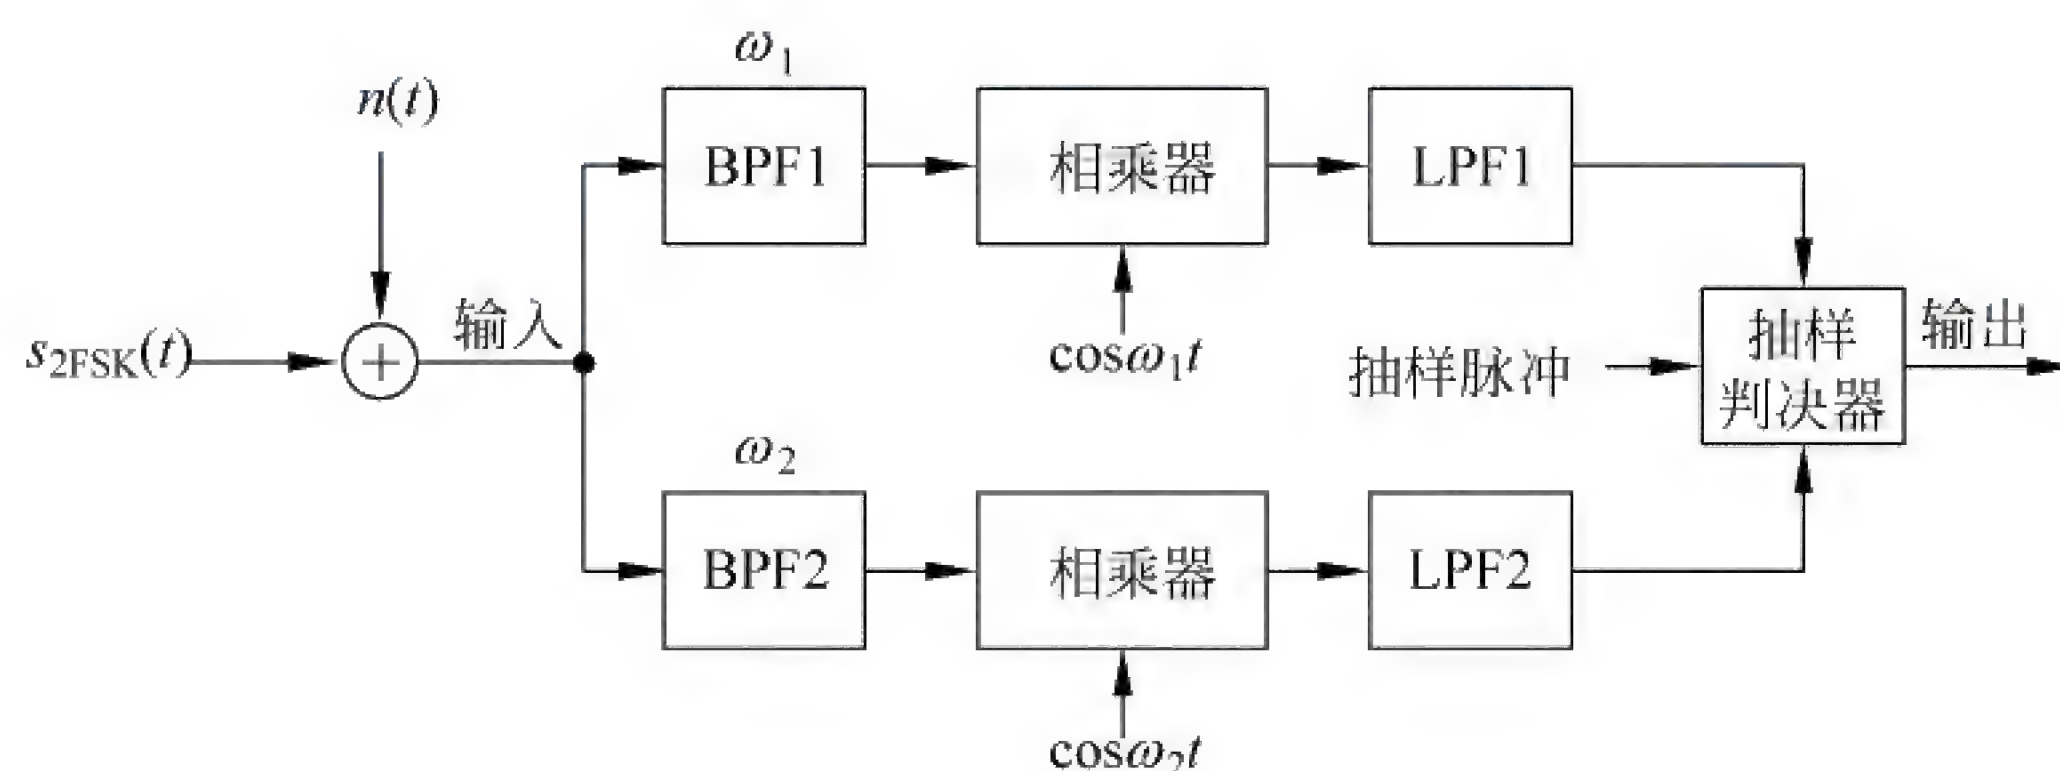 ω₁
n(t)
BPF1
相乘器
LPF1
输入
s₂FSK(t)
+
cosω₁t
抽样脉冲
抽样
判决器
输出
ω₂
BPF2
相乘器
LPF2
cosω₂t